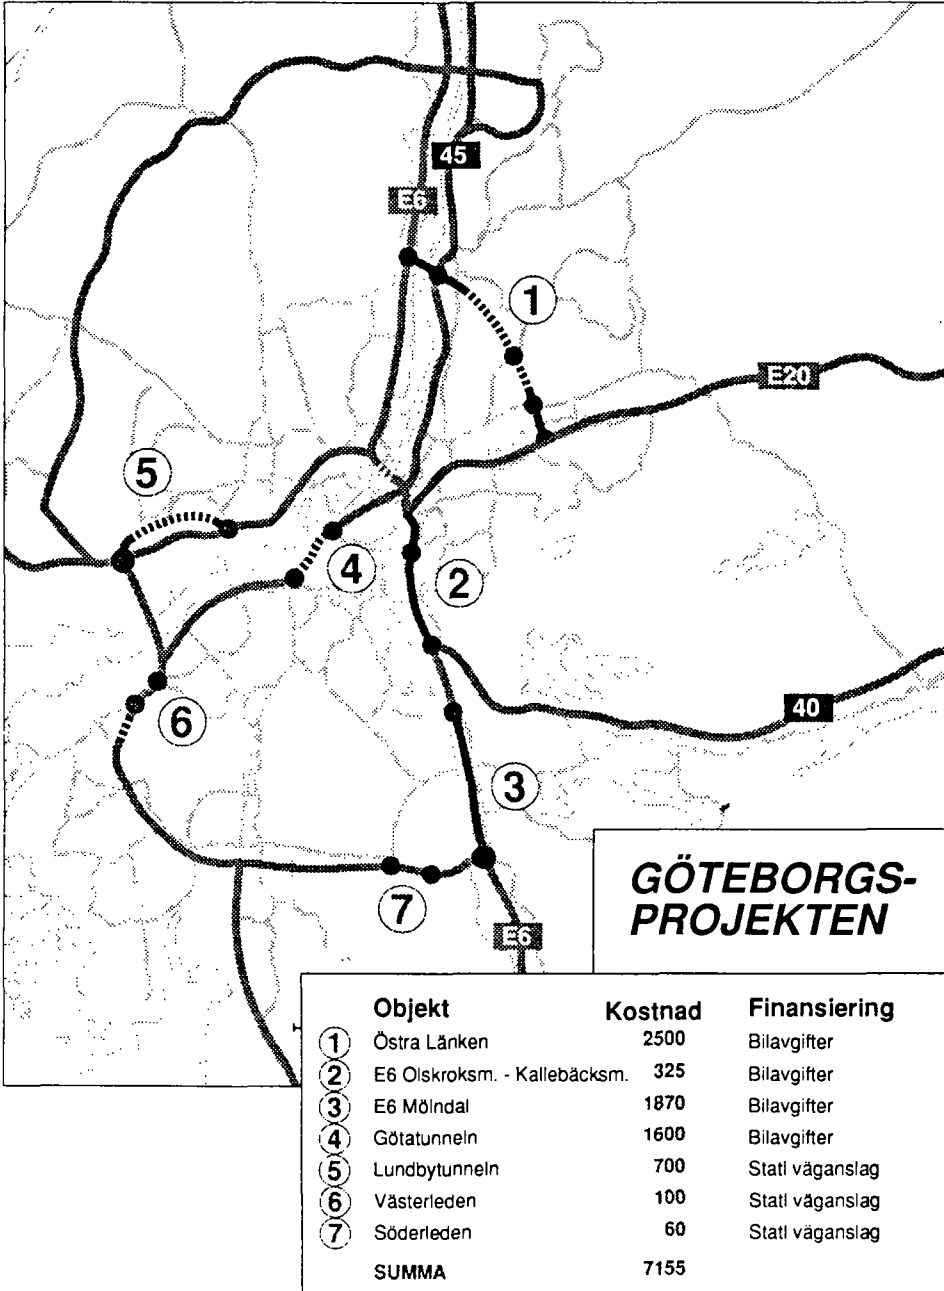 45
E6
1
E20
5
4
2
6
40
3
7
E6
GÖTEBORGS-
PROJEKTEN
Objekt Kostnad Finansiering
1 Östra Länken 2500 Bilavgifter
2 E6 Olskroksm. - Kallebäcksm. 325 Bilavgifter
3 E6 Mölndal 1870 Bilavgifter
4 Götatunneln 1600 Bilavgifter
5 Lundbytunneln 700 Statl väganslag
6 Västerleden 100 Statl väganslag
7 Söderleden 60 Statl väganslag
SUMMA 7155